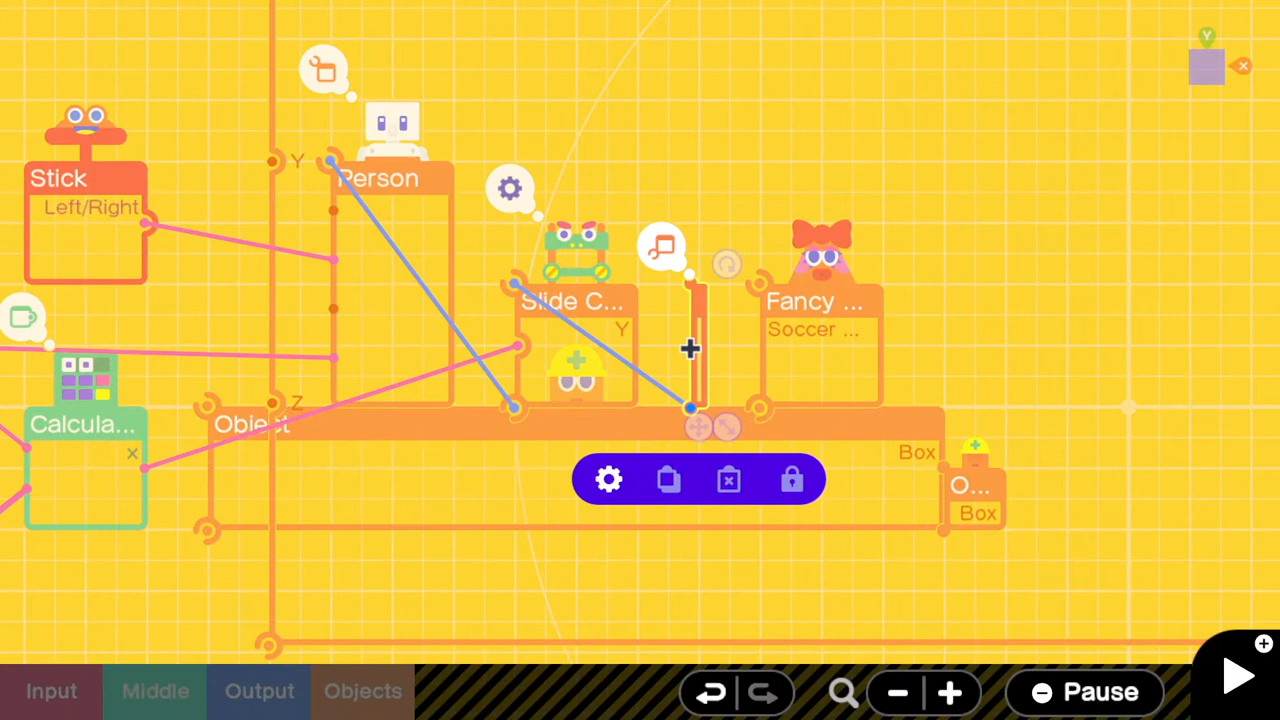 Y
X
Y
Person
Stick
Left/Right
Slide C...
Fancy ...
Y
Soccer ...
Z
Calcula...
X
Object
Box
O...
Box
Input
Middle
Output
Objects
Pause